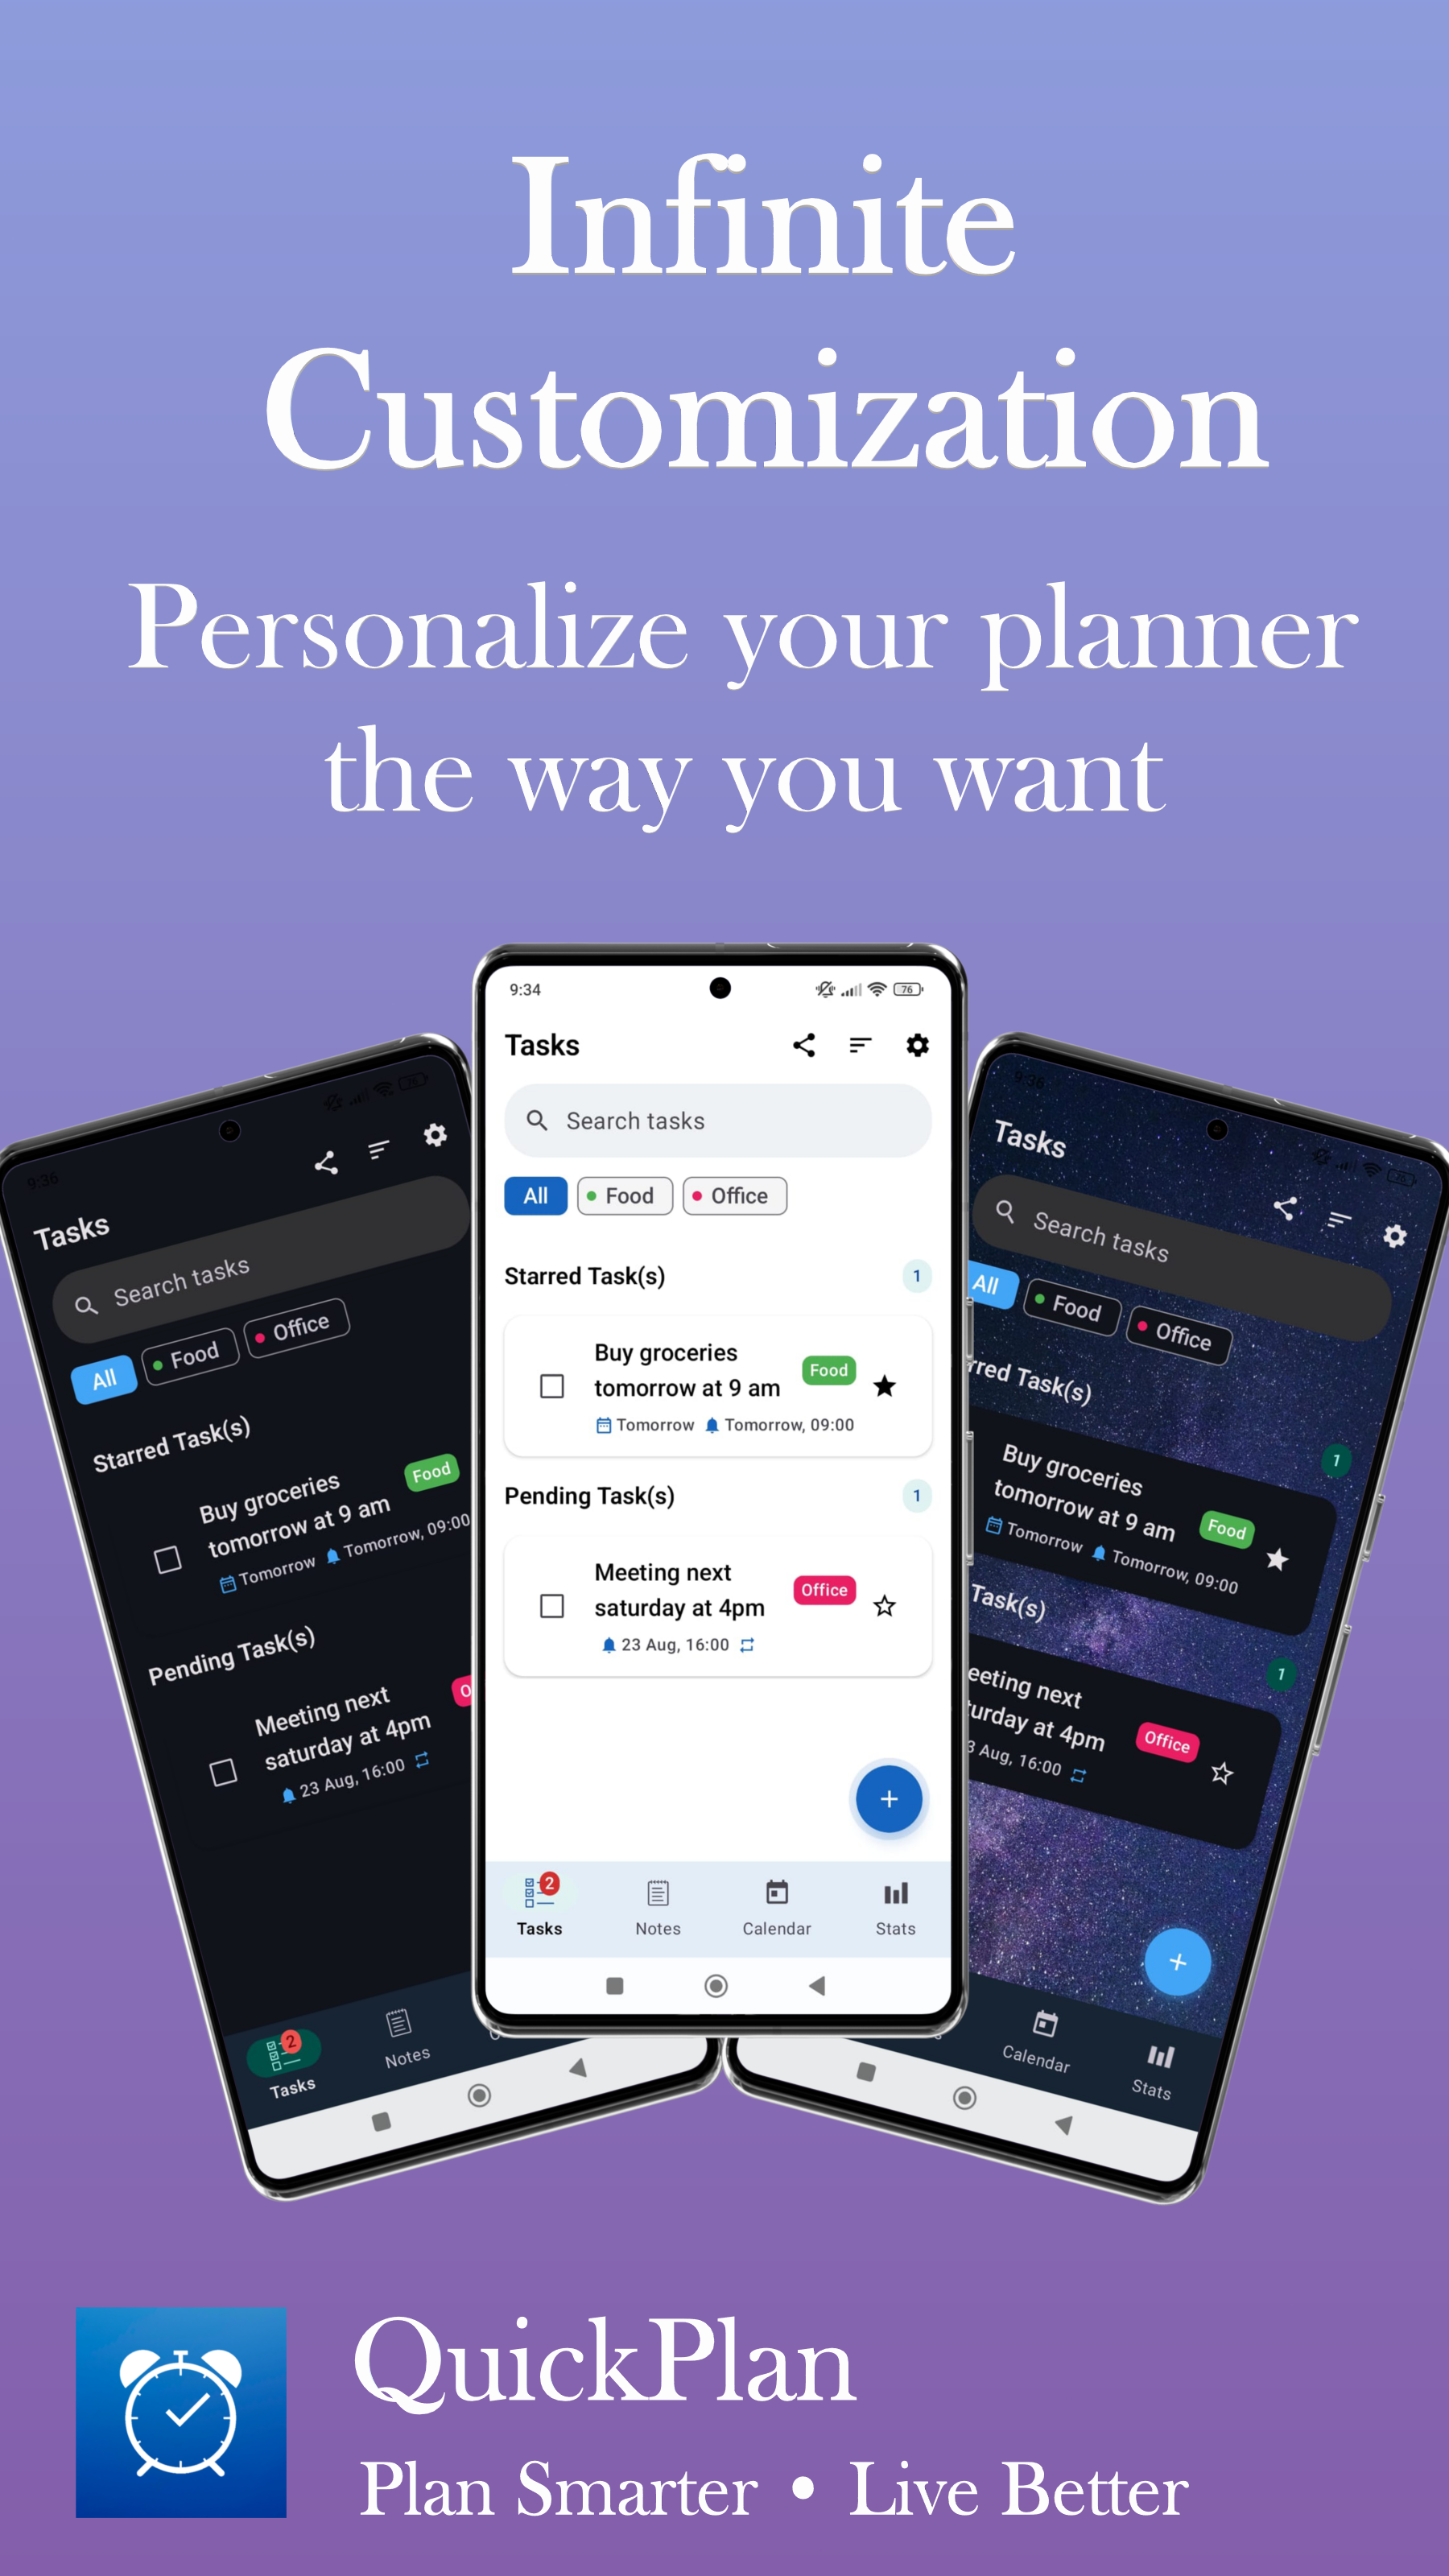 Infinite
Customization
Personalize your planner
the way you want
9:36
76
Tasks
Search tasks
All
Food
Office
Starred Task(s)
Buy groceries
tomorrow at 9 am
Food
Tomorrow
Tomorrow, 09:00
Pending Task(s)
Meeting next
saturday at 4pm
23 Aug, 16:00
2
Tasks
Notes
9:34
76
Tasks
Search tasks
All
Food
Office
Starred Task(s)
1
Buy groceries
tomorrow at 9 am
Food
Tomorrow
Tomorrow, 09:00
Pending Task(s)
1
Meeting next
saturday at 4pm
Office
23 Aug, 16:00
2
Tasks
Notes
Calendar
Stats
9:36
76
Tasks
Search tasks
All
Food
Office
Task(s)
1
Buy groceries
tomorrow at 9 am
Food
Tomorrow
Tomorrow, 09:00
Task(s)
1
next
at 4pm
Office
Aug, 16:00
Calendar
Stats
QuickPlan
Plan Smarter • Live Better